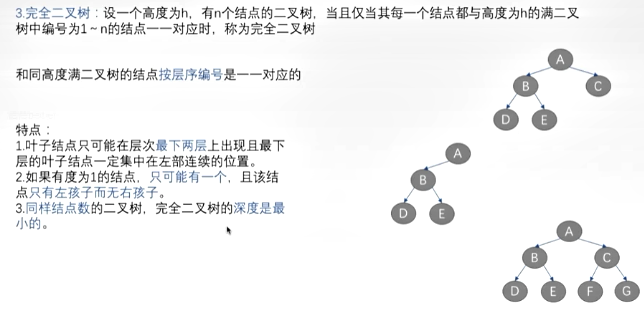 3.完全二叉树：设一个高度为h，有n个结点的二叉树，当且仅当其每一个结点都与高度为h的满二叉
树中编号为1~n的结点一一对应时，称为完全二叉树
和同高度满二叉树的结点按层序编号是一一对应的
特点：
1.叶子结点只可能在层次最下两层上出现且最下
层的叶子结点一定集中在左部连续的位置。
2.如果有度为1的结点，只可能有一个，且该结
点只有左孩子而无右孩子。
3.同样结点数的二叉树，完全二叉树的深度是最
小的。
A
B C
D E
A
B
D E
A
B C
D E F G